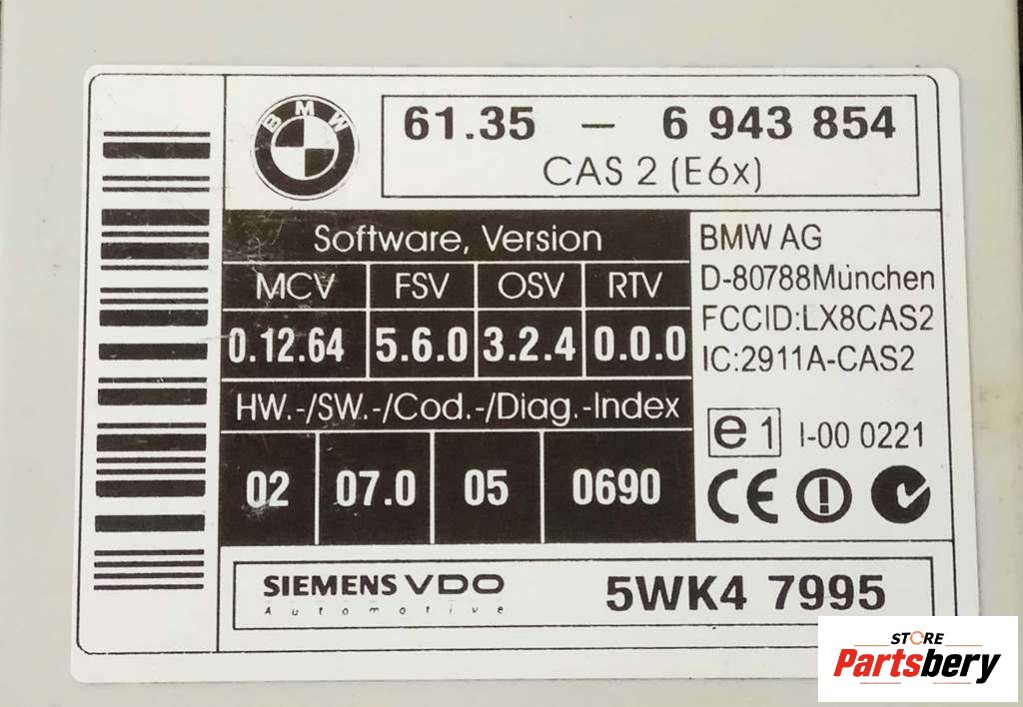 BMW
61.35 – 6 943 854
CAS 2 (E6x)
Software, Version
MCV FSV OSV RTV
0.12.64 5.6.0 3.2.4 0.0.0
HW.-/SW.-/Cod.-/Diag.-Index
02 07.0 05 0690
BMW AG
D-80788München
FCCID:LX8CAS2
IC:2911A-CAS2
e1 I-00 0221
CE
SIEMENS VDO
Automotive
5WK4 7995
STORE
Partsbery